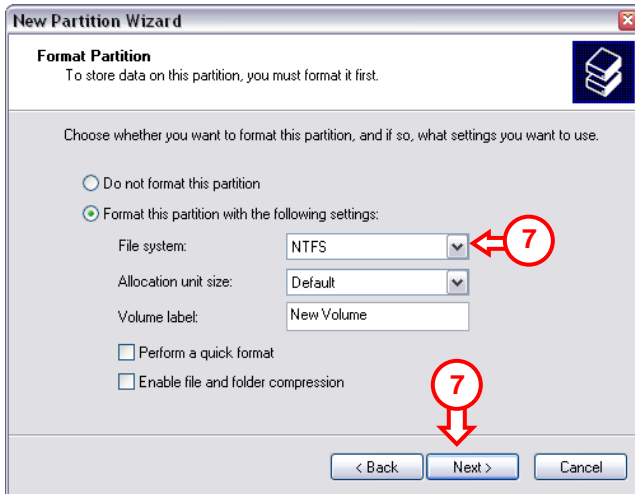 New Partition Wizard
Format Partition
To store data on this partition, you must format it first.
Choose whether you want to format this partition, and if so, what settings you want to use.
Do not format this partition
Format this partition with the following settings:
File system: NTFS 7
Allocation unit size: Default
Volume label: New Volume
Perform a quick format
Enable file and folder compression
7
< Back Next > Cancel